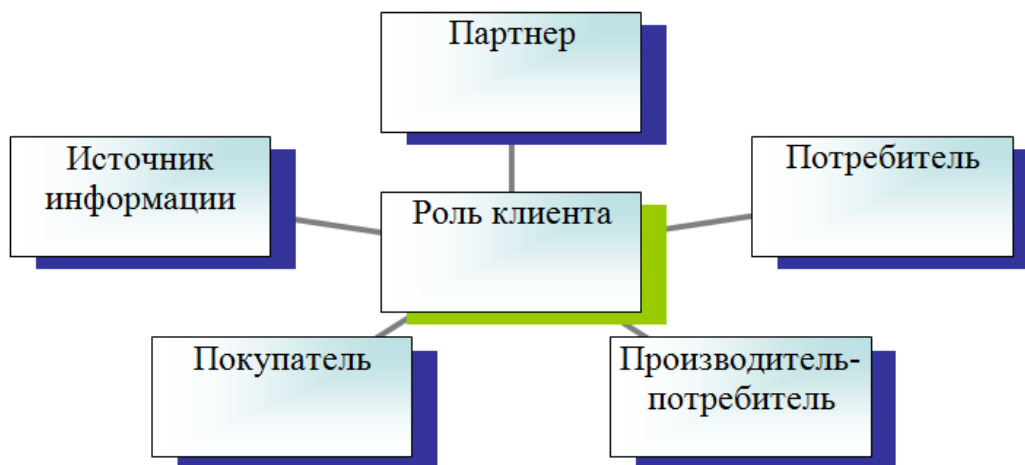 Партнер
Источник
информации
Потребитель
Роль клиента
Покупатель
Производитель-
потребитель